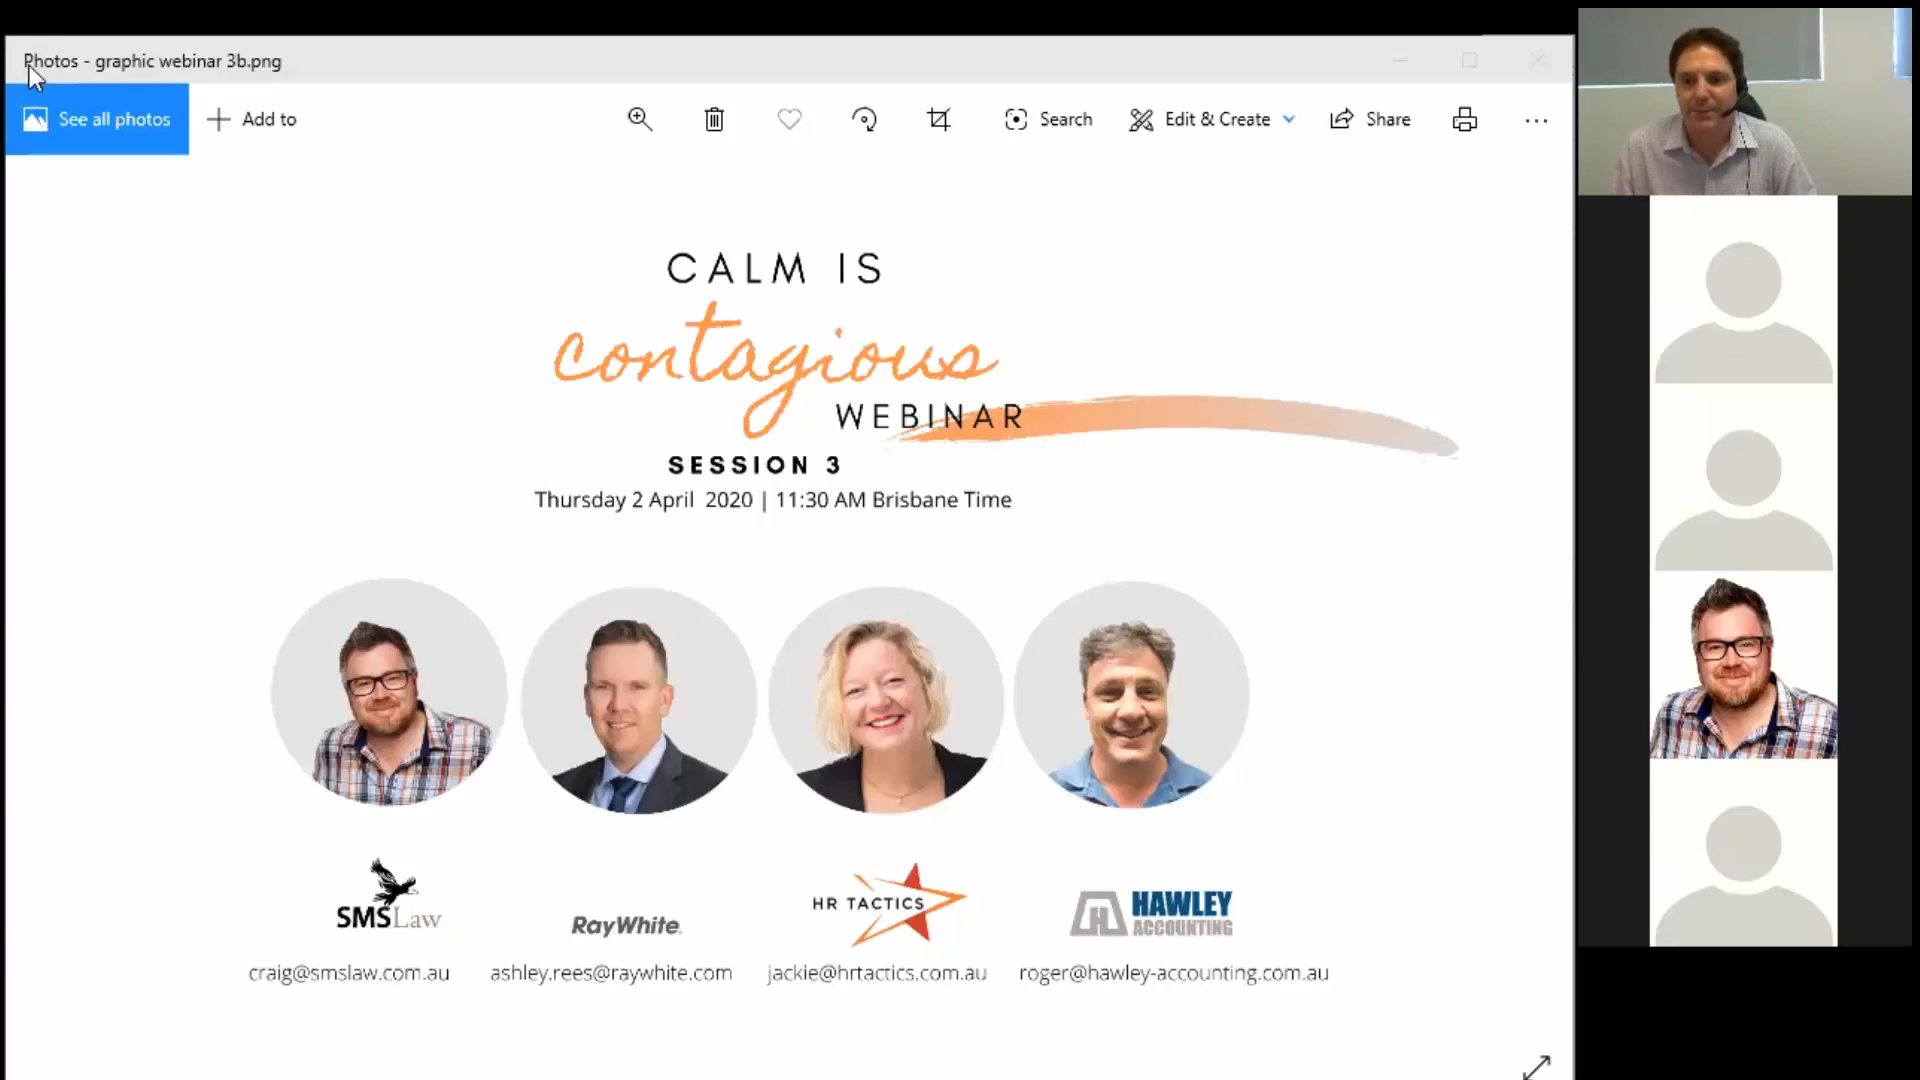 Photos - graphic webinar 3b.png
See all photos
Add to
Search
Edit & Create
Share
CALM IS
contagious
WEBINAR
SESSION 3
Thursday 2 April 2020 | 11:30 AM Brisbane Time
SMSLaw
RayWhite.
HR TACTICS
H HAWLEY
ACCOUNTING
craig@smslaw.com.au
ashley.rees@raywhite.com
jackie@hrtactics.com.au
roger@hawley-accounting.com.au